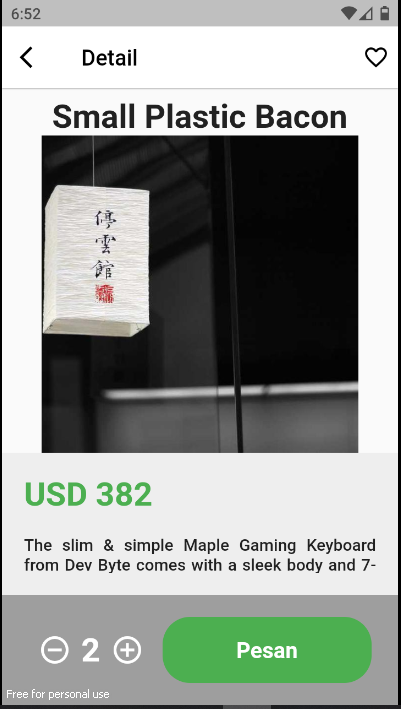 6:52
Detail
Small Plastic Bacon
停
雲
館
USD 382
The slim & simple Maple Gaming Keyboard
from Dev Byte comes with a sleek body and 7-
2
Pesan
Free for personal use